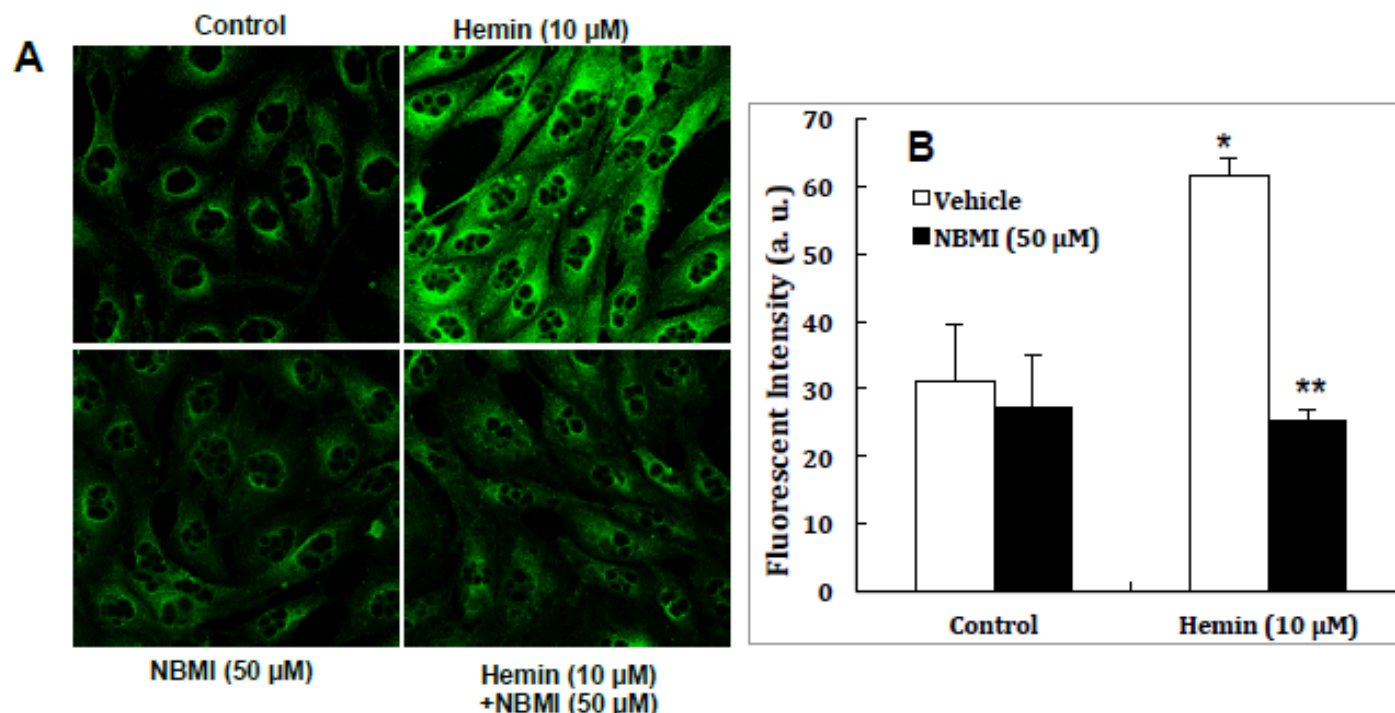 A
Control
Hemin (10 µM)
NBMI (50 µM)
Hemin (10 µM)
+NBMI (50 µM)
B
Fluorescent Intensity (a. u.)
70
60
50
40
30
20
10
0
Vehicle
NBMI (50 µM)
*
**
Control
Hemin (10 µM)